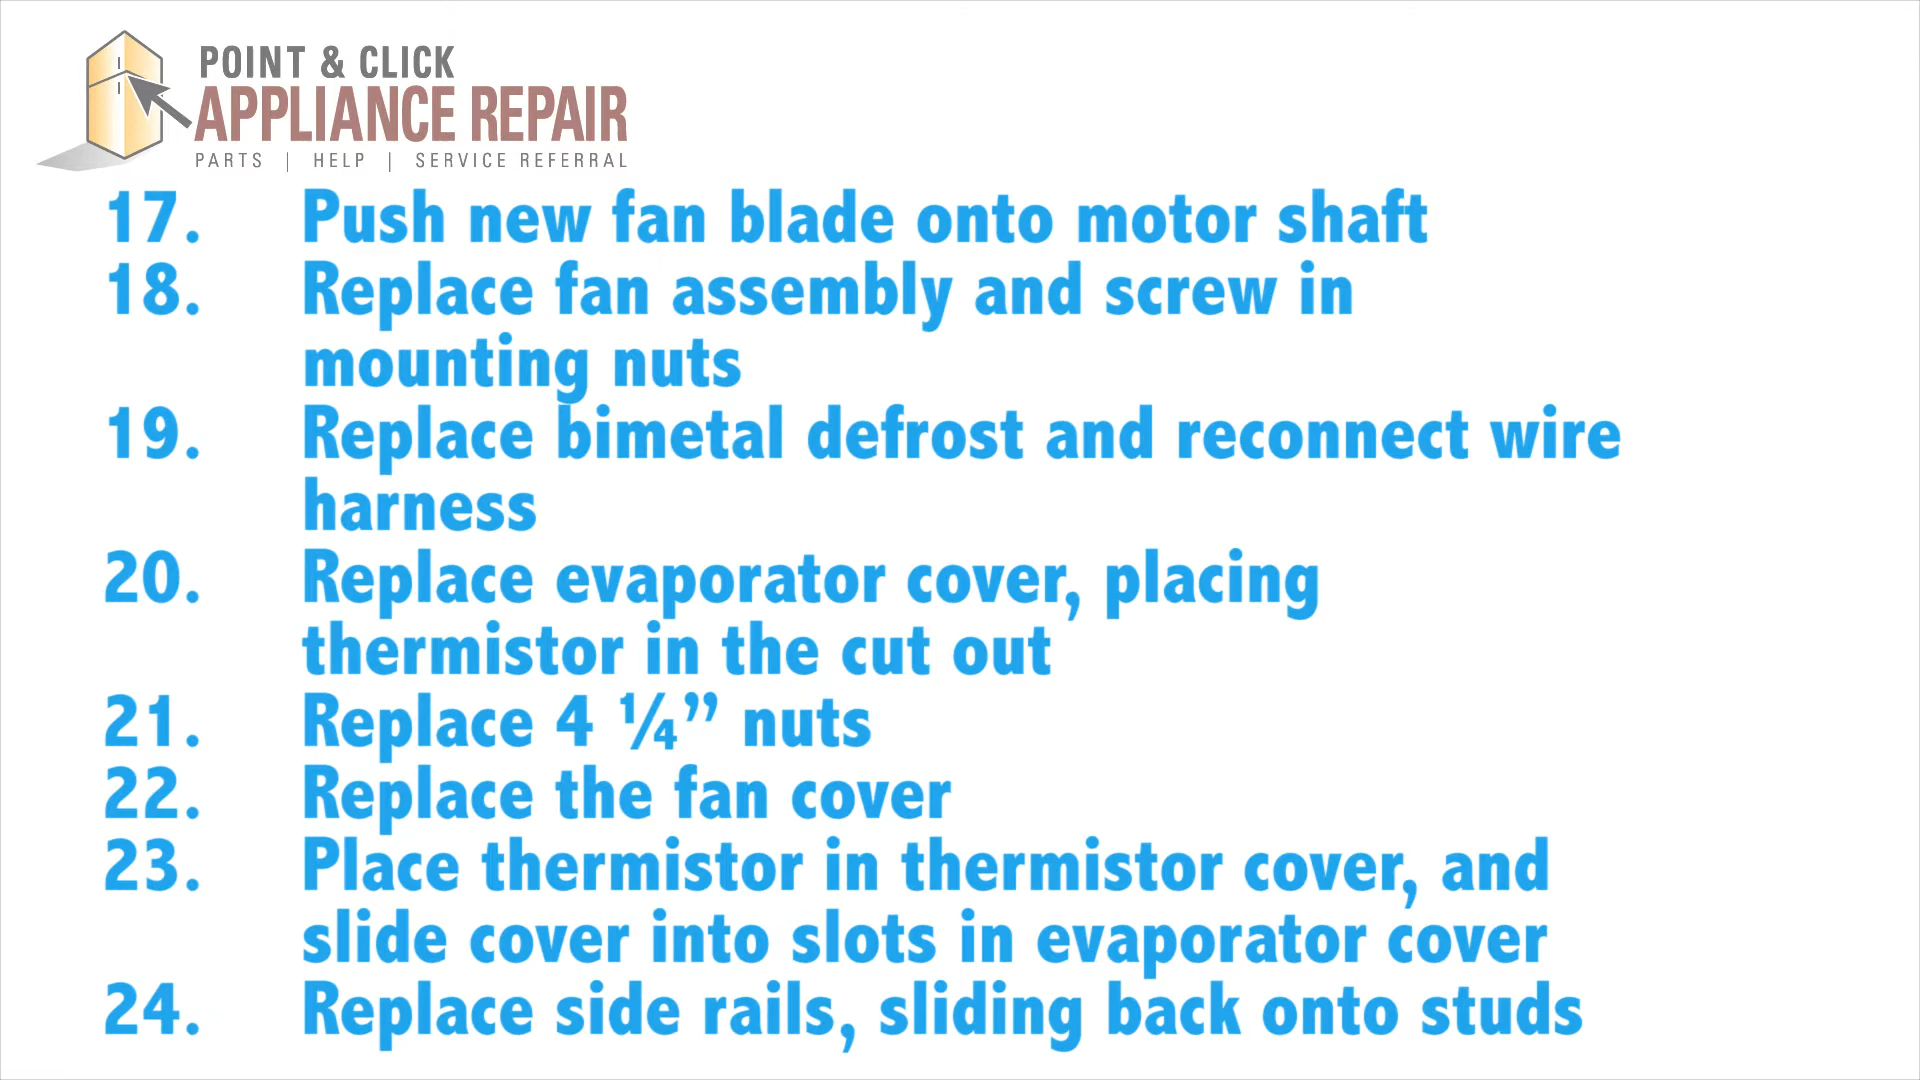 POINT & CLICK
APPLIANCE REPAIR
PARTS | HELP | SERVICE REFERRAL
17. Push new fan blade onto motor shaft
18. Replace fan assembly and screw in
mounting nuts
19. Replace bimetal defrost and reconnect wire
harness
20. Replace evaporator cover, placing
thermistor in the cut out
21. Replace 4 ¼” nuts
22. Replace the fan cover
23. Place thermistor in thermistor cover, and
slide cover into slots in evaporator cover
24. Replace side rails, sliding back onto studs